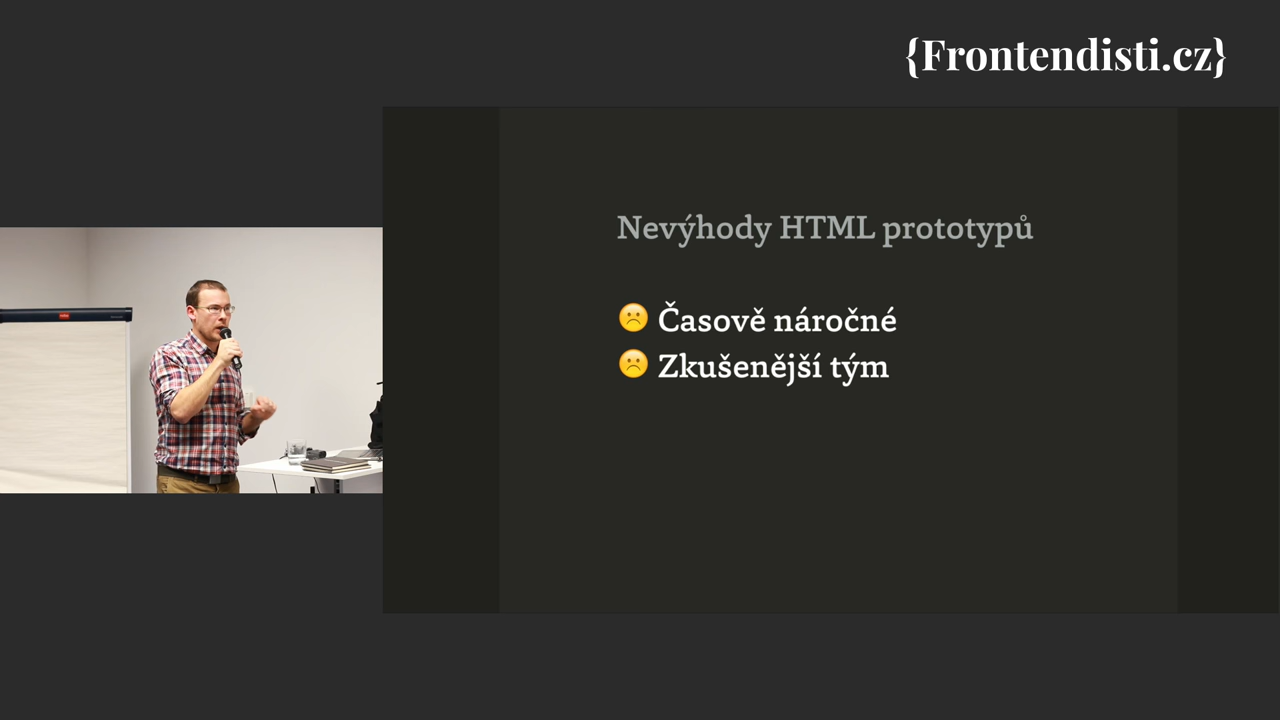 {Frontendisti.cz}
Nevýhody HTML prototypů
☹️ Časově náročné
☹️ Zkušenější tým